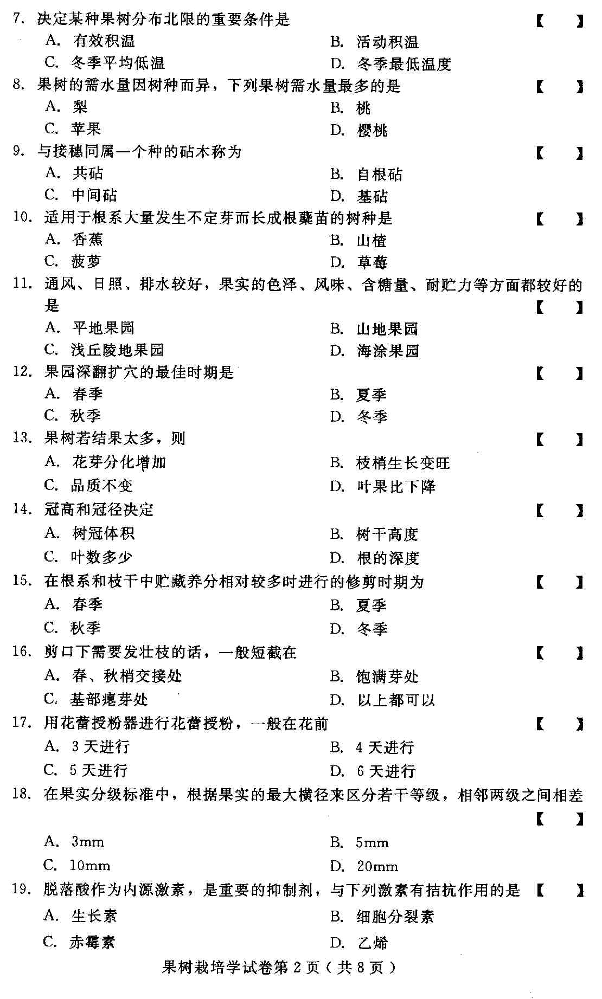 7. 决定某种果树分布北限的重要条件是 【 】
A. 有效积温 B. 活动积温
C. 冬季平均低温 D. 冬季最低温度
8. 果树的需水量因树种而异，下列果树需水量最多的是 【 】
A. 梨 B. 桃
C. 苹果 D. 樱桃
9. 与接穗同属一个种的砧木称为 【 】
A. 共砧 B. 自根砧
C. 中间砧 D. 基砧
10. 适用于根系大量发生不定芽而长成根蘖苗的树种是 【 】
A. 香蕉 B. 山楂
C. 菠萝 D. 草莓
11. 通风、日照、排水较好，果实的色泽、风味、含糖量、耐贮力等方面都较好的
是 【 】
A. 平地果园 B. 山地果园
C. 浅丘陵地果园 D. 海涂果园
12. 果园深翻扩穴的最佳时期是 【 】
A. 春季 B. 夏季
C. 秋季 D. 冬季
13. 果树若结果太多，则 【 】
A. 花芽分化增加 B. 枝梢生长变旺
C. 品质不变 D. 叶果比下降
14. 冠高和冠径决定 【 】
A. 树冠体积 B. 树干高度
C. 叶数多少 D. 根的深度
15. 在根系和枝干中贮藏养分相对较多时进行的修剪时期为 【 】
A. 春季 B. 夏季
C. 秋季 D. 冬季
16. 剪口下需要发壮枝的话，一般短截在 【 】
A. 春、秋梢交接处 B. 饱满芽处
C. 基部瘪芽处 D. 以上都可以
17. 用花蕾授粉器进行花蕾授粉，一般在花前 【 】
A. 3 天进行 B. 4 天进行
C. 5 天进行 D. 6 天进行
18. 在果实分级标准中，根据果实的最大横径来区分若干等级，相邻两级之间相差
【 】
A. 3mm B. 5mm
C. 10mm D. 20mm
19. 脱落酸作为内源激素，是重要的抑制剂，与下列激素有拮抗作用的是 【 】
A. 生长素 B. 细胞分裂素
C. 赤霉素 D. 乙烯
果树栽培学试卷第 2 页（共 8 页）